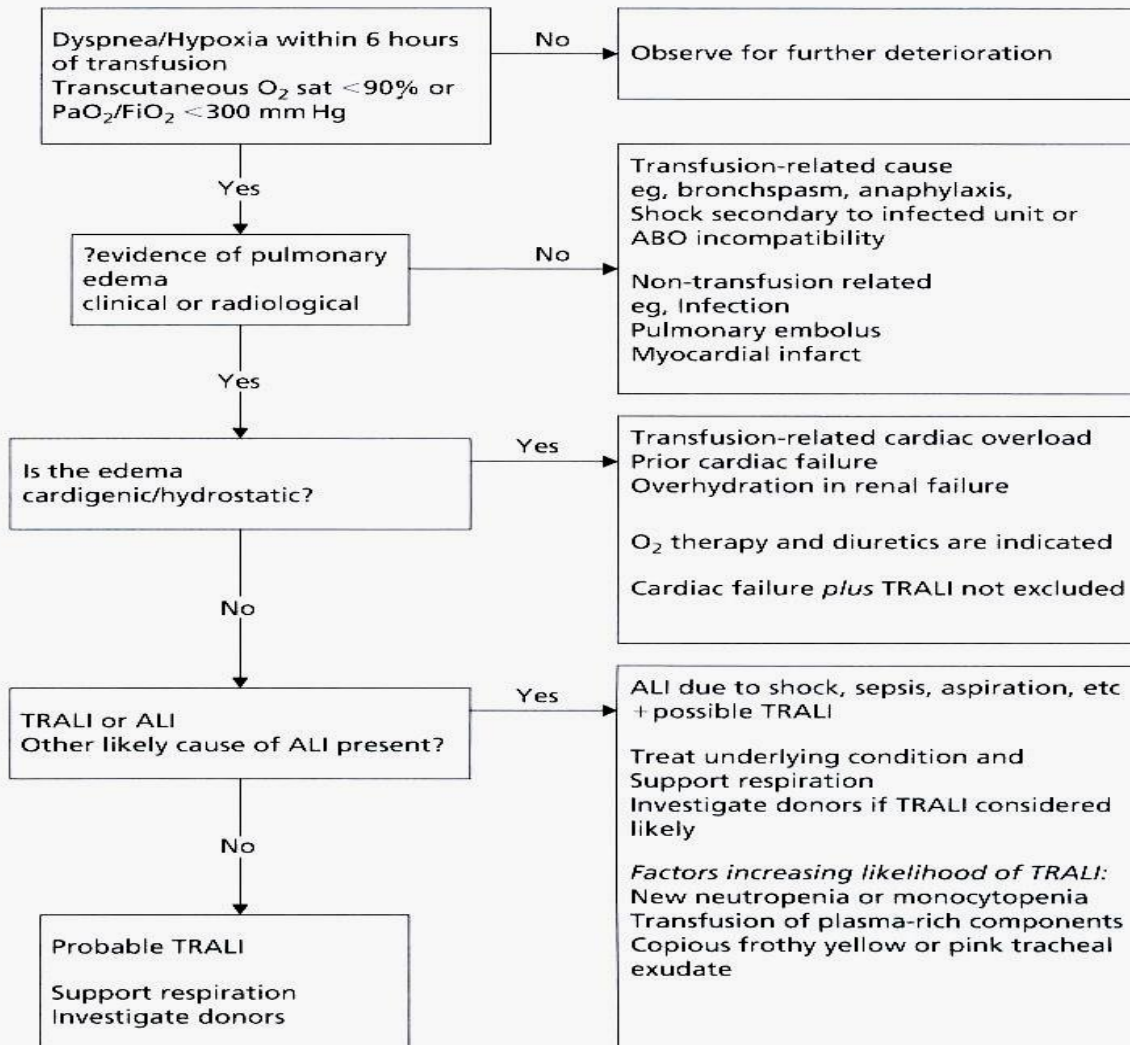 Dyspnea/Hypoxia within 6 hours
of transfusion
Transcutaneous O₂ sat <90% or
PaO₂/FiO₂ <300 mm Hg
No
Observe for further deterioration
Yes
?evidence of pulmonary
edema
clinical or radiological
No
Transfusion-related cause
eg, bronchspasm, anaphylaxis,
Shock secondary to infected unit or
ABO incompatibility
Non-transfusion related
eg, Infection
Pulmonary embolus
Myocardial infarct
Yes
Is the edema
cardigenic/hydrostatic?
Yes
Transfusion-related cardiac overload
Prior cardiac failure
Overhydration in renal failure
O₂ therapy and diuretics are indicated
Cardiac failure plus TRALI not excluded
No
TRALI or ALI
Other likely cause of ALI present?
Yes
ALI due to shock, sepsis, aspiration, etc
+possible TRALI
Treat underlying condition and
Support respiration
Investigate donors if TRALI considered
likely
Factors increasing likelihood of TRALI:
New neutropenia or monocytopenia
Transfusion of plasma-rich components
Copious frothy yellow or pink tracheal
exudate
No
Probable TRALI
Support respiration
Investigate donors